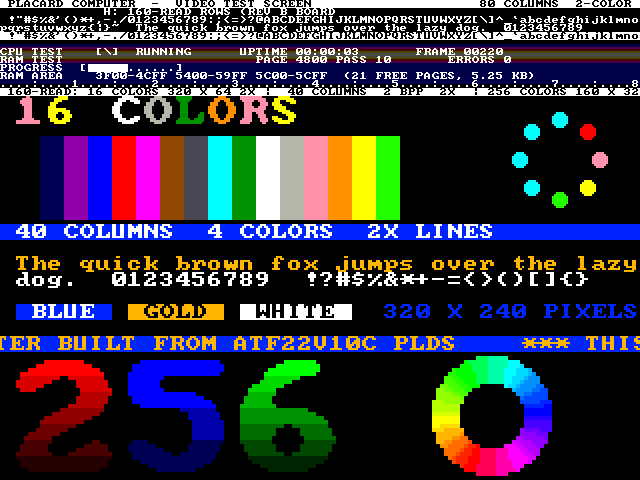 PLACARD COMPUTER - VIDEO TEST SCREEN 80 COLUMNS 2-COLOR
160-READ ROWS (REV B BOARD
The quick brown fox jumps over the lazy dog. 0123456789
CPU TEST [\] RUNNING UPTIME 00:00:03 FRAME 00220
RAM TEST PAGE 4800 PASS 10 ERRORS 0
PROGRESS
RAM AREA 3F00-4CFF 5400-59FF 5C00-5CFF (21 FREE PAGES, 5.25 KB)
160-READ: 16 COLORS 320 X 64 2X : 40 COLUMNS 2 BPP 2X : 256 COLORS 160 X 32
16 COLORS
40 COLUMNS 4 COLORS 2X LINES
The quick brown fox jumps over the lazy
dog. 0123456789 !?#$%&*+-=<>()[]{}
BLUE GOLD WHITE 320 X 240 PIXELS
TER BUILT FROM ATF22V10C PLDS *** THIS
256